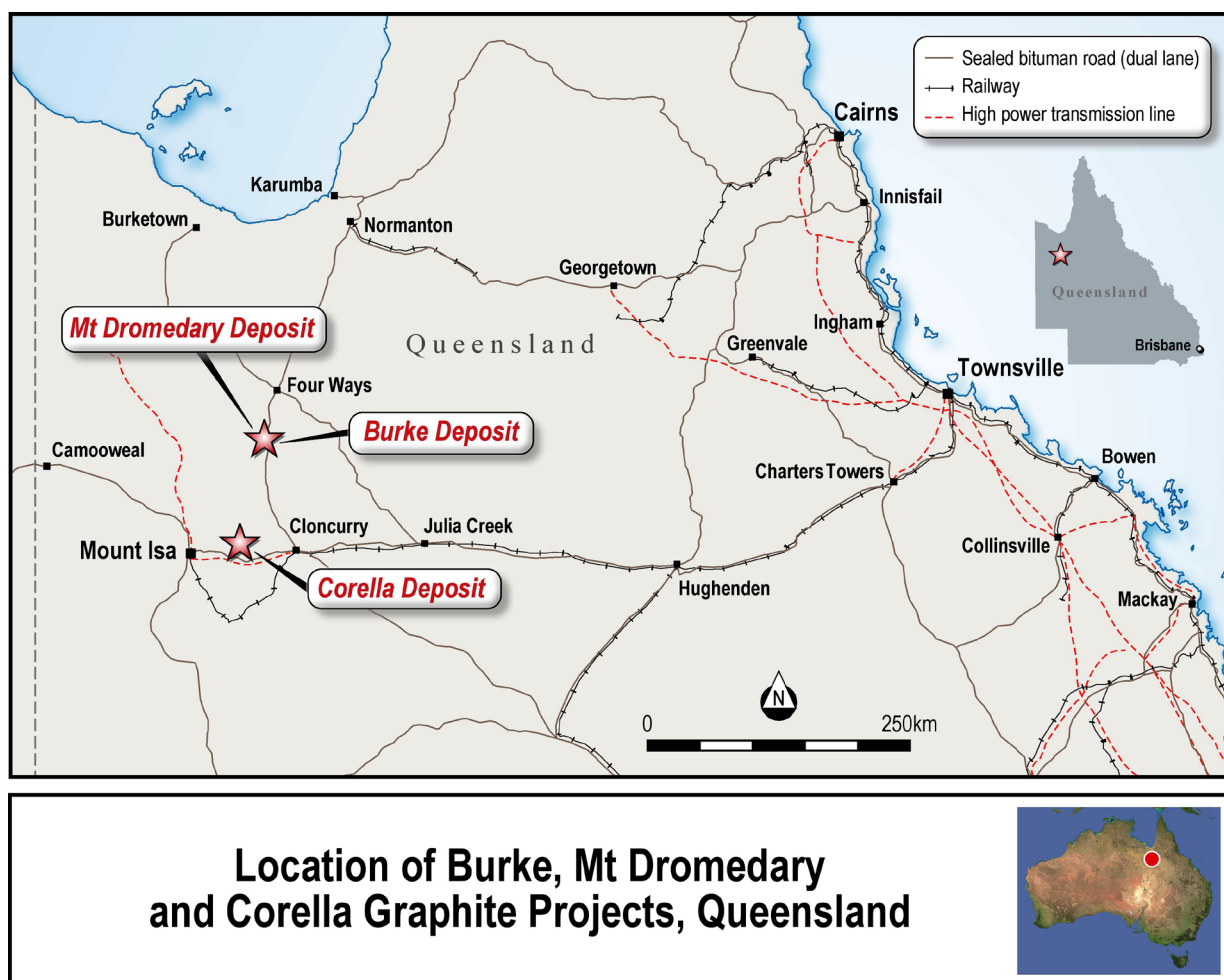 Sealed bituman road (dual lane)
Railway
High power transmission line
Cairns
Karumba
Innisfail
Burketown
Normanton
Georgetown
Queensland
Brisbane
Mt Dromedary Deposit
Queensland
Ingham
Greenvale
Townsville
Four Ways
Burke Deposit
Camooweal
Bowen
Charters Towers
Cloncurry
Julia Creek
Mount Isa
Collinsville
Corella Deposit
Hughenden
Mackay
N
0 250km
Location of Burke, Mt Dromedary
and Corella Graphite Projects, Queensland